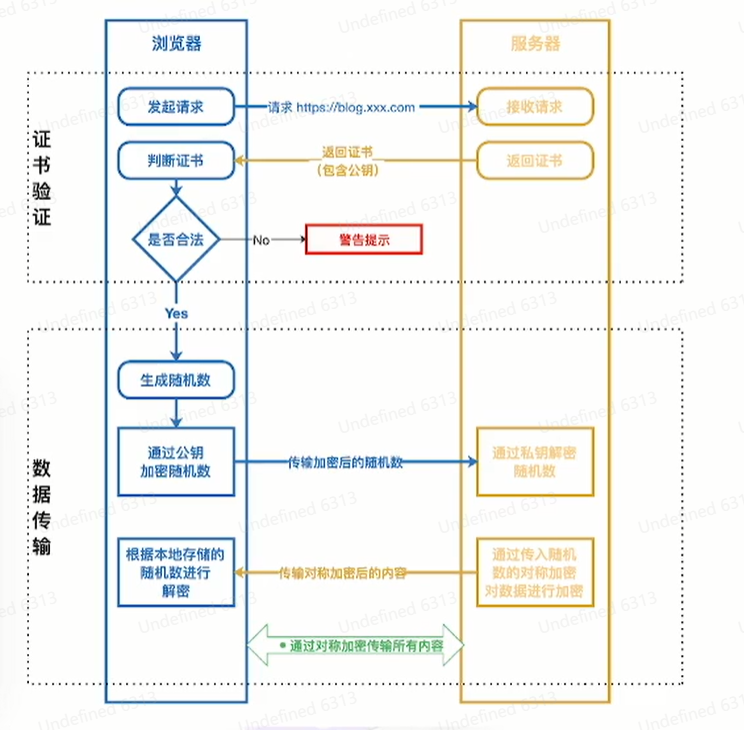 浏览器
服务器
证书验证
发起请求
请求 https://blog.xxx.com
接收请求
判断证书
返回证书
（包含公钥）
返回证书
是否合法
No
警告提示
Yes
数据传输
生成随机数
通过公钥
加密随机数
传输加密后的随机数
通过私钥解密
随机数
根据本地存储的
随机数进行
解密
传输对称加密后的内容
通过传入随机
数的对称加密
对数据进行加密
• 通过对称加密传输所有内容
Undefined 6313